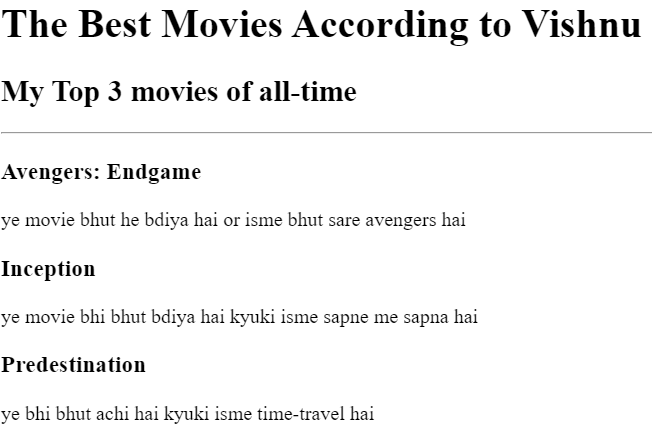 The Best Movies According to Vishnu
My Top 3 movies of all-time
Avengers: Endgame
ye movie bhut he bdiya hai or isme bhut sare avengers hai
Inception
ye movie bhi bhut bdiya hai kyuki isme sapne me sapna hai
Predestination
ye bhi bhut achi hai kyuki isme time-travel hai